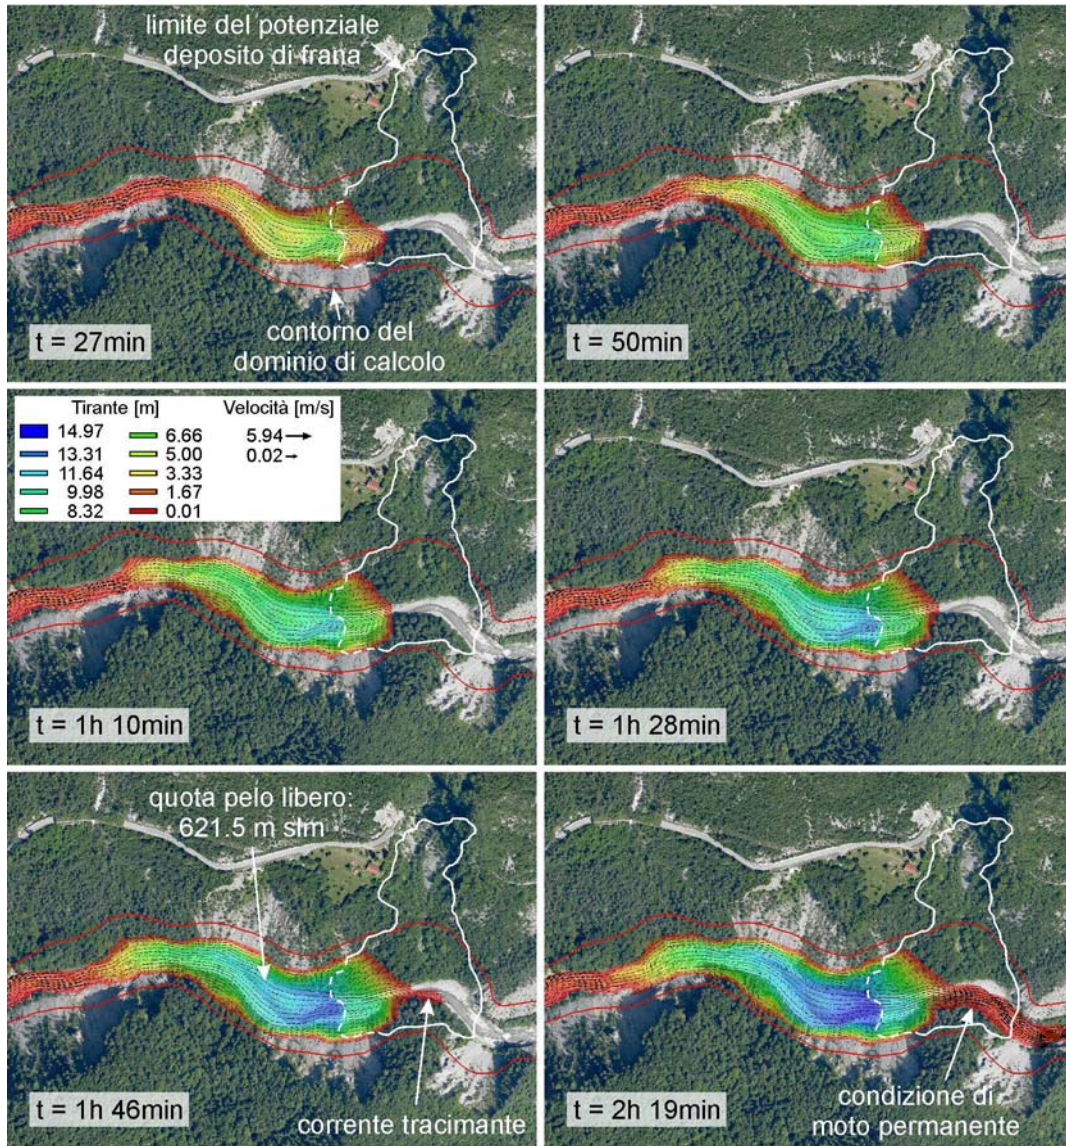 limite del potenziale
deposito di frana
contorno del
dominio di calcolo
t = 27min
t = 50min
Tirante [m]
Velocità [m/s]
14.97
6.66
5.94
13.31
5.00
0.02
11.64
3.33
9.98
1.67
8.32
0.01
t = 1h 10min
t = 1h 28min
quota pelo libero:
621.5 m slm
corrente tracimante
t = 1h 46min
condizione di
moto permanente
t = 2h 19min